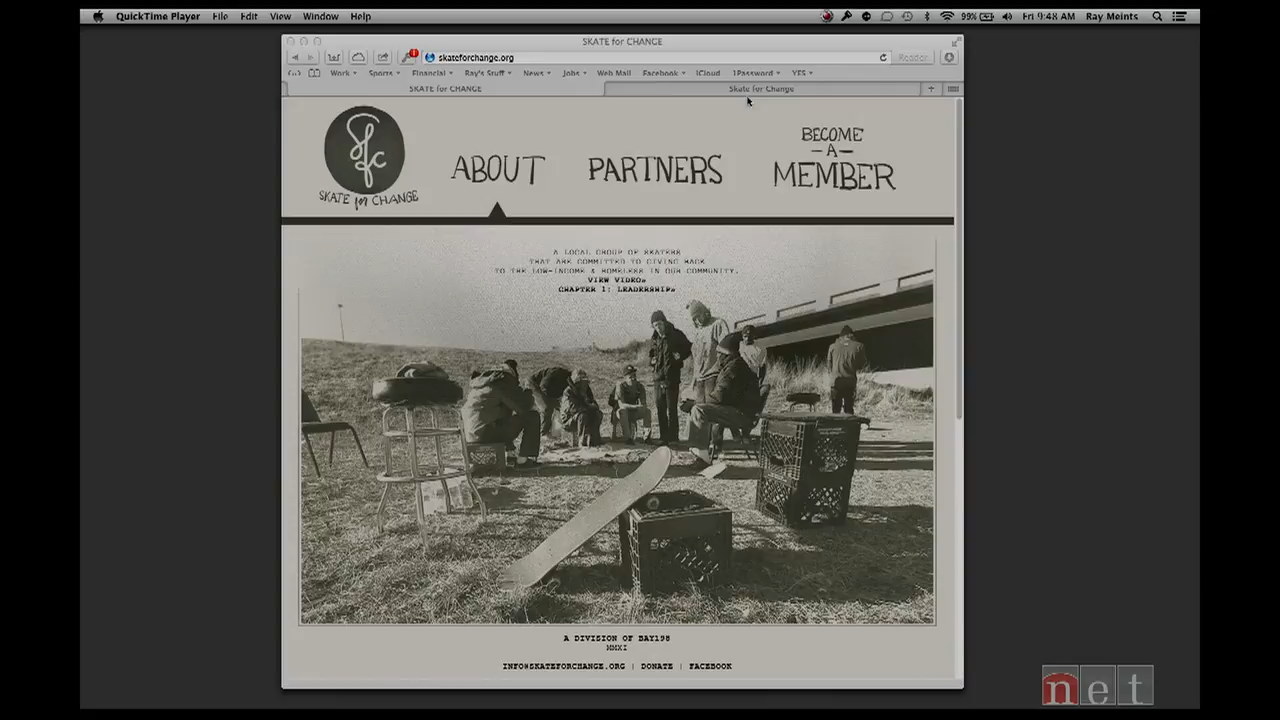 QuickTime Player File Edit View Window Help
99% Fri 9:48 AM Ray Meints
SKATE for CHANGE
skateforchange.org
Reader
Work Sports Financial Ray's Stuff News Jobs Web Mail Facebook iCloud 1Password YES
SKATE for CHANGE
Skate for Change
sfc
SKATE for CHANGE
ABOUT
PARTNERS
BECOME
—A—
MEMBER
A LOCAL GROUP OF SKATERS
THAT ARE COMMITTED TO GIVING BACK
TO THE LOW-INCOME & HOMELESS IN OUR COMMUNITY.
VIEW VIDEO»
CHAPTER 1: LEADERSHIP»
A DIVISION OF BAY198
MMXI
INFO@SKATEFORCHANGE.ORG | DONATE | FACEBOOK
net